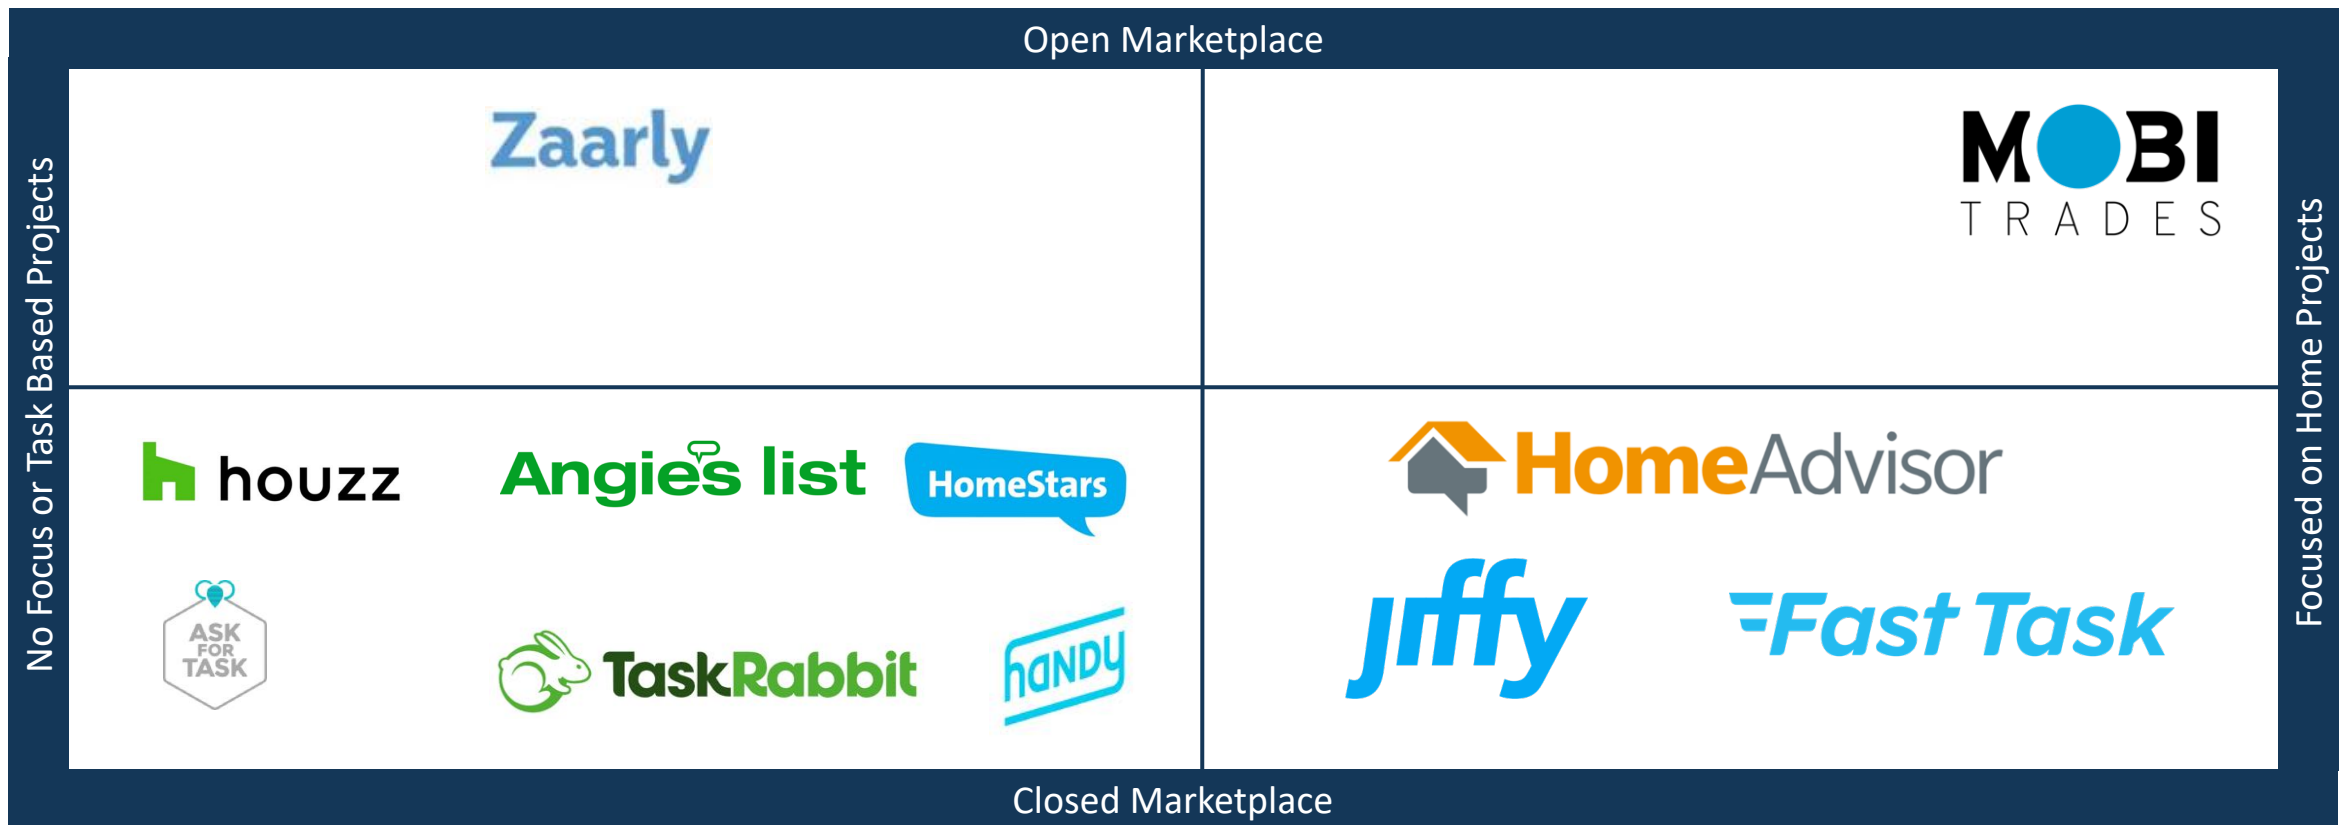 Open Marketplace
No Focus or Task Based Projects
Zaarly
MOBI
TRADES
Focused on Home Projects
houzz
Angie's list
HomeStars
HomeAdvisor
ASK
FOR
TASK
TaskRabbit
HANDY
jiffy
Fast Task
Closed Marketplace